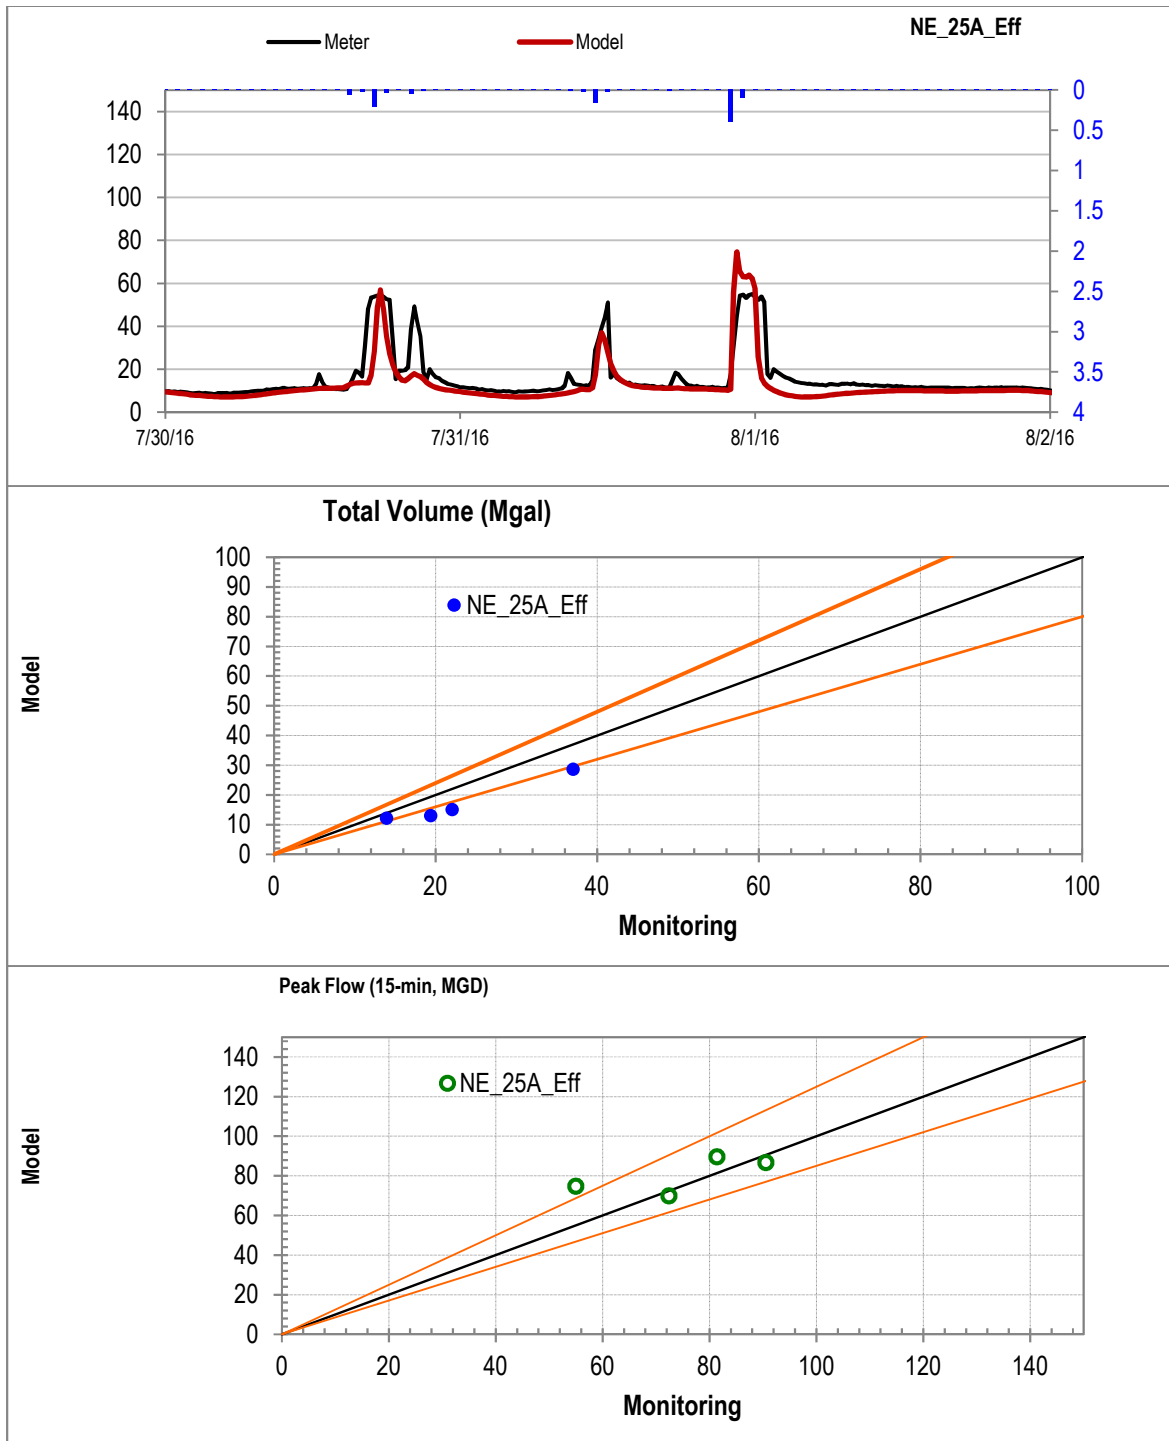 NE_25A_Eff
Meter Model
140
120
100
80
60
40
20
0
0
0.5
1
1.5
2
2.5
3
3.5
4
7/30/16 7/31/16 8/1/16 8/2/16
Total Volume (Mgal)
Model
100
90
80
70
60
50
40
30
20
10
0
NE_25A_Eff
0 20 40 60 80 100
Monitoring
Peak Flow (15-min, MGD)
Model
140
120
100
80
60
40
20
0
NE_25A_Eff
0 20 40 60 80 100 120 140
Monitoring